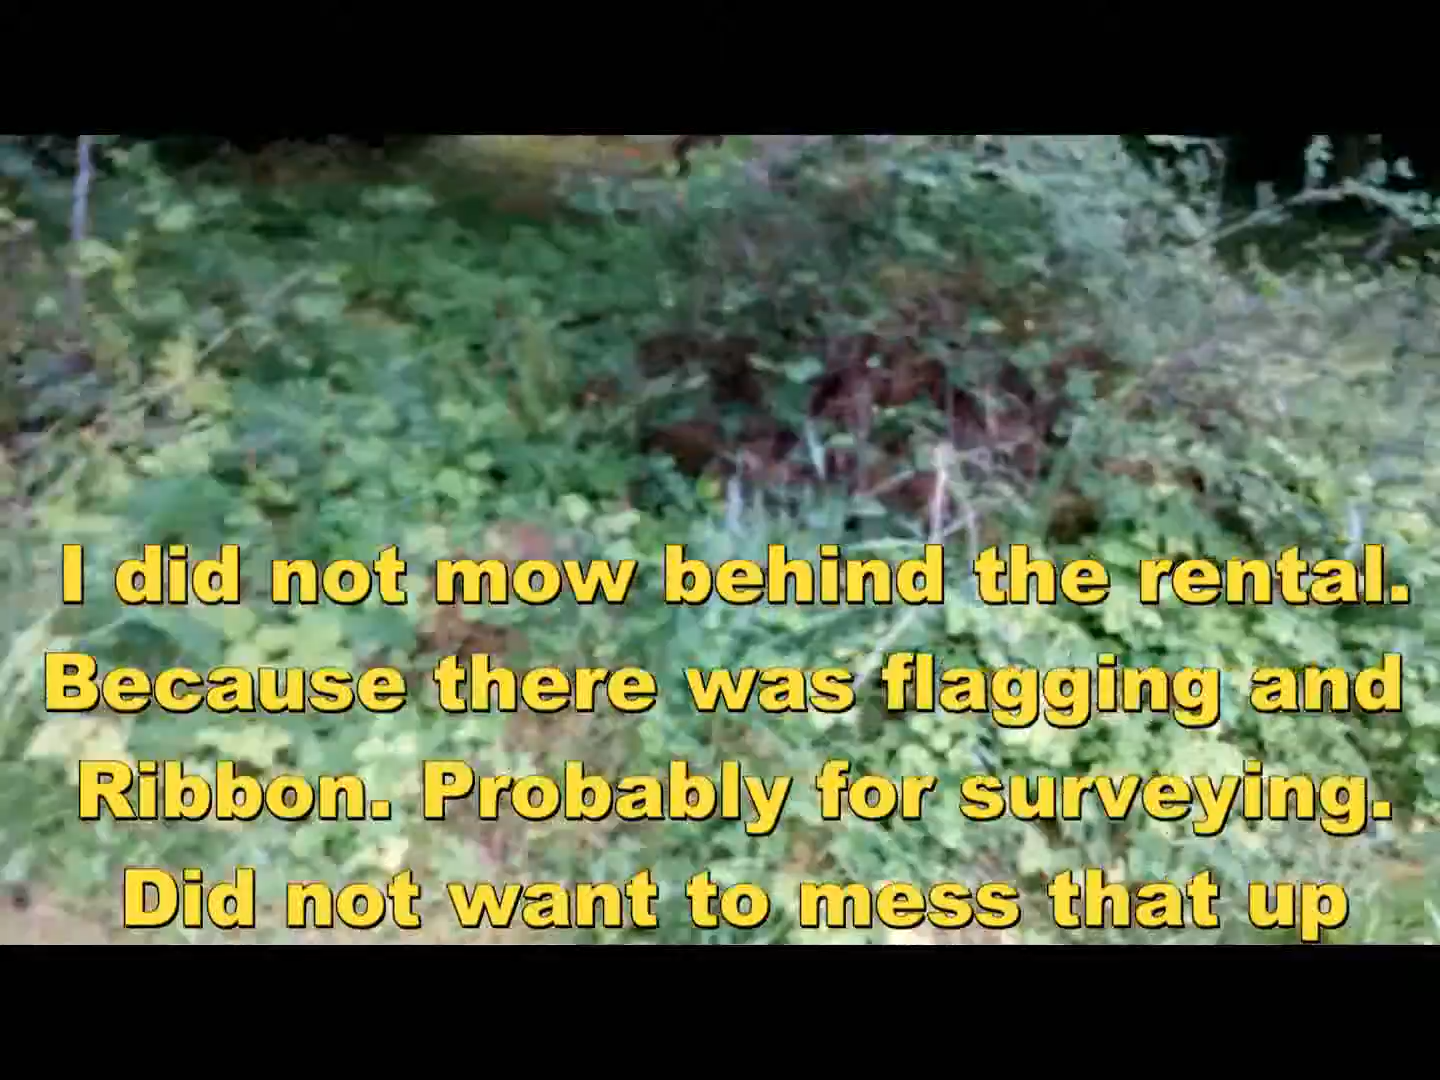 I did not mow behind the rental.
Because there was flagging and
Ribbon. Probably for surveying.
Did not want to mess that up